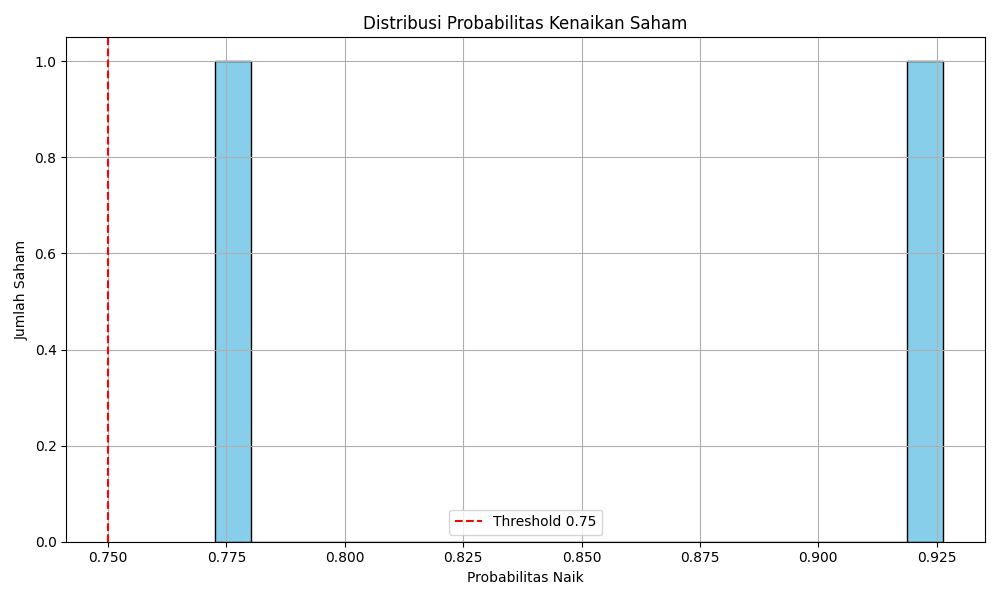 Distribusi Probabilitas Kenaikan Saham
Jumlah Saham
1.0
0.8
0.6
0.4
0.2
0.0
Threshold 0.75
0.750 0.775 0.800 0.825 0.850 0.875 0.900 0.925
Probabilitas Naik